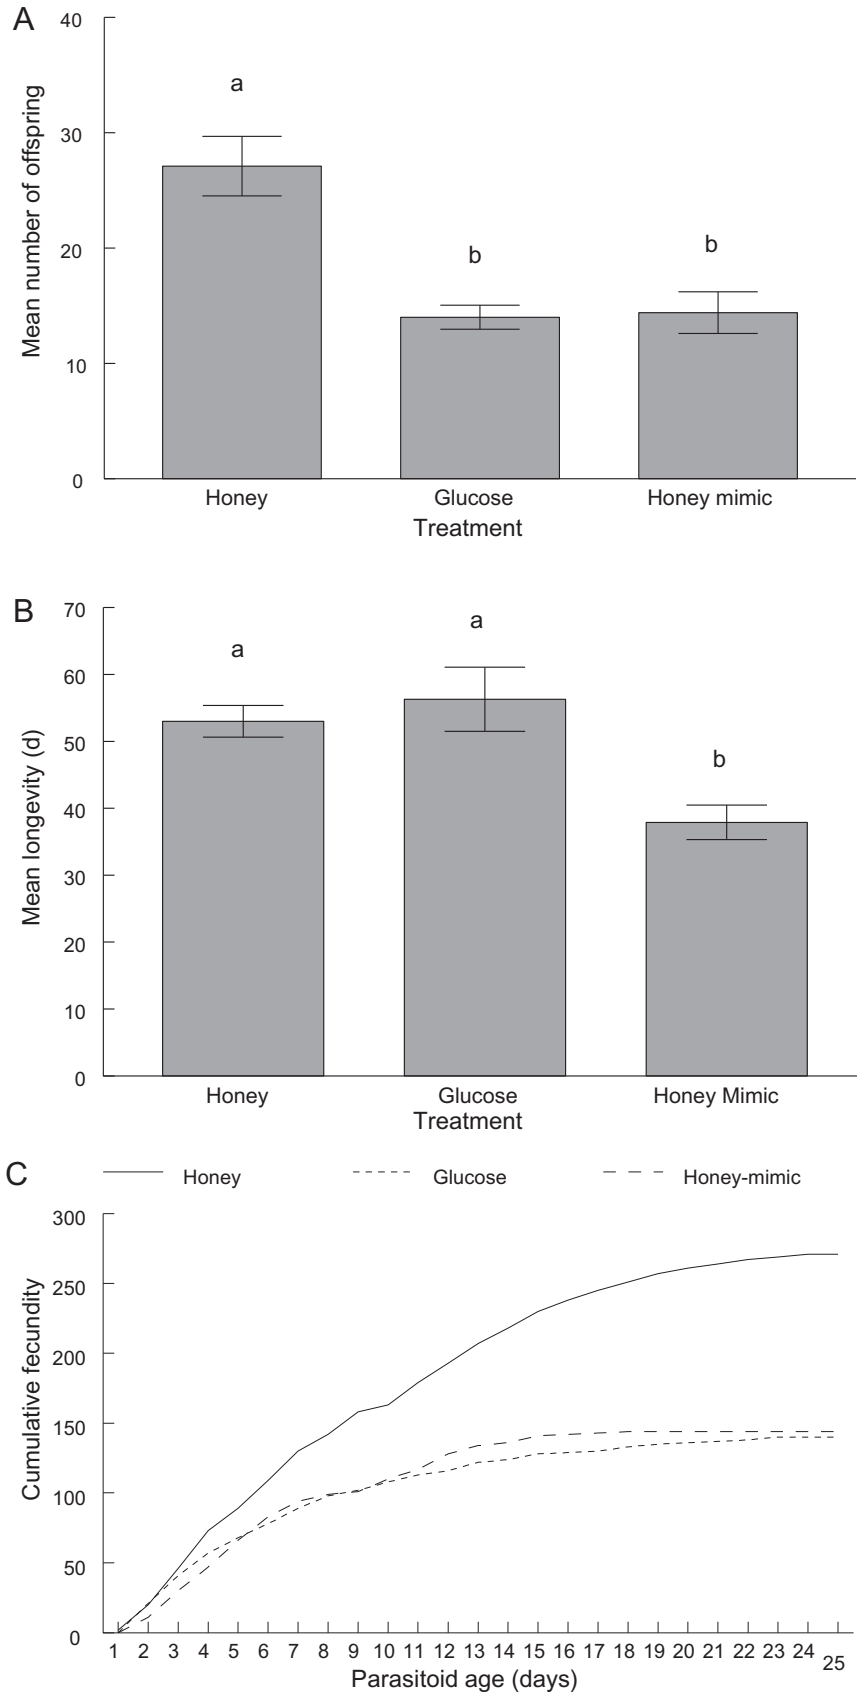 A
Mean number of offspring
40
30
20
10
0
a
b
b
Honey Glucose Honey mimic
Treatment
B
Mean longevity (d)
70
60
50
40
30
20
10
0
a
a
b
Honey Glucose Honey Mimic
Treatment
C
Honey Glucose Honey-mimic
Cumulative fecundity
300
250
200
150
100
50
0
1 2 3 4 5 6 7 8 9 10 11 12 13 14 15 16 17 18 19 20 21 22 23 24 25
Parasitoid age (days)